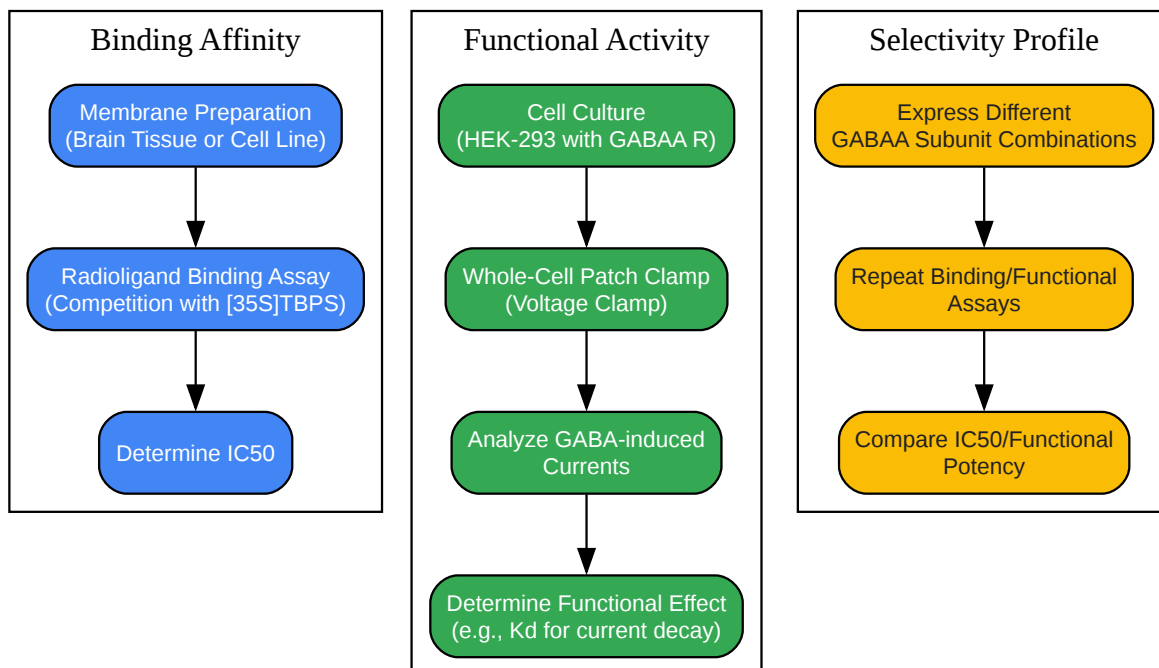 Binding Affinity
Membrane Preparation
(Brain Tissue or Cell Line)
Radioligand Binding Assay
(Competition with [35S]TBPS)
Determine IC50
Functional Activity
Cell Culture
(HEK-293 with GABAA R)
Whole-Cell Patch Clamp
(Voltage Clamp)
Analyze GABA-induced
Currents
Determine Functional Effect
(e.g., Kd for current decay)
Selectivity Profile
Express Different
GABAA Subunit Combinations
Repeat Binding/Functional
Assays
Compare IC50/Functional
Potency